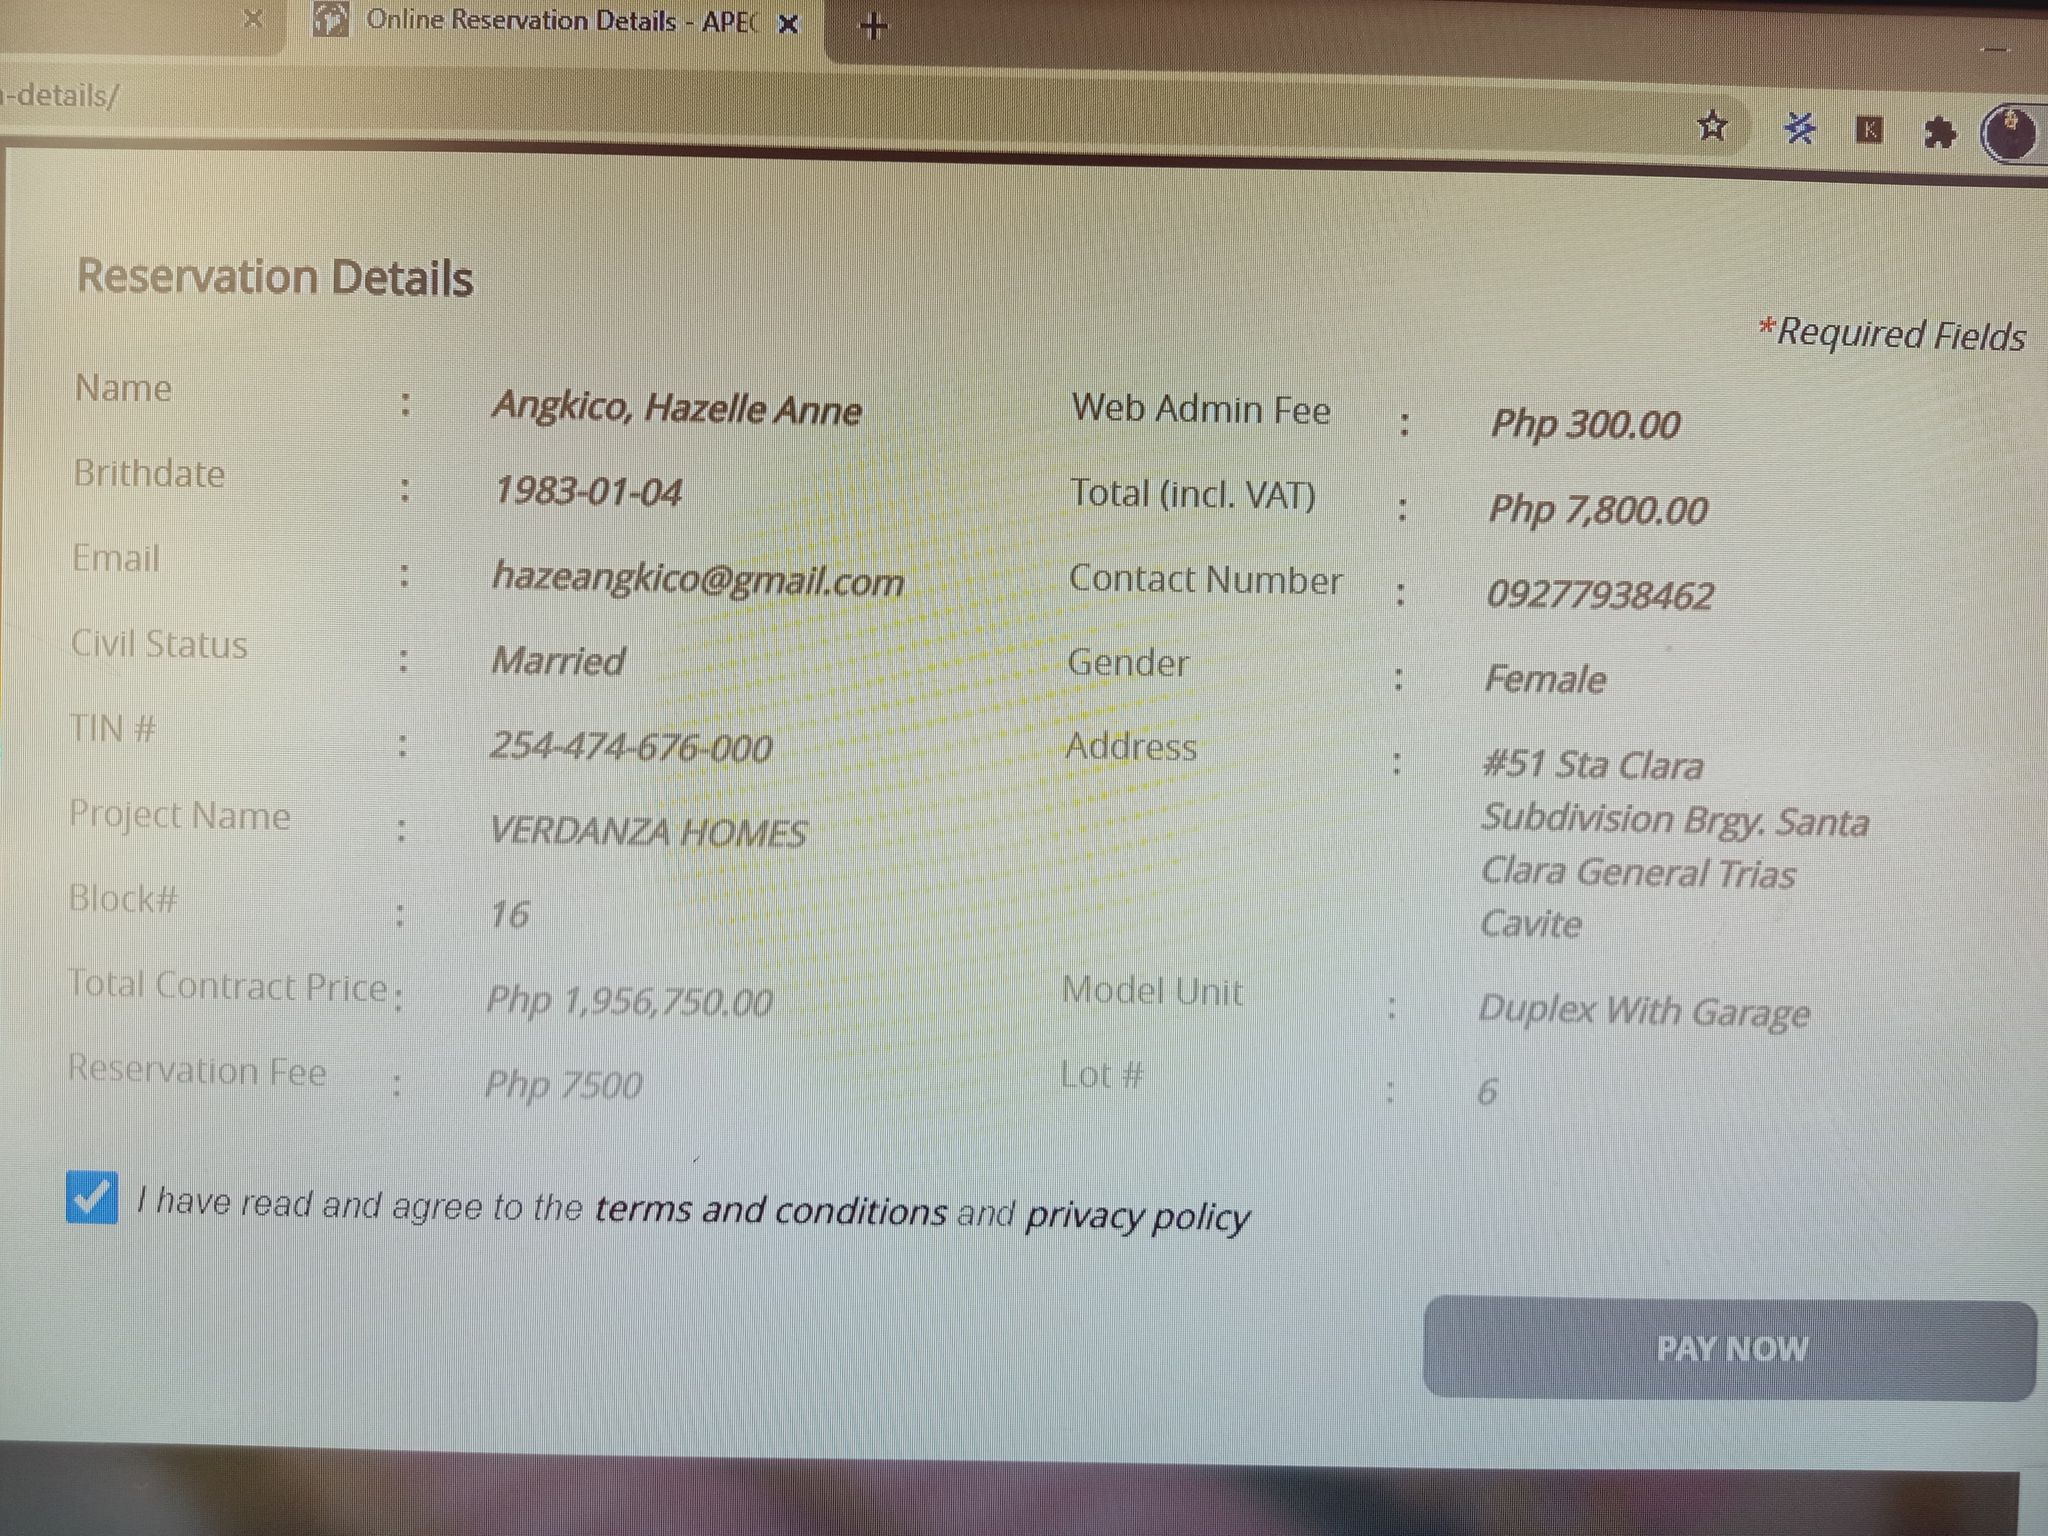 Online Reservation Details - APEC
-details/
K
Reservation Details
*Required Fields
Name : Angkico, Hazelle Anne
Brithdate : 1983-01-04
Email : hazeangkico@gmail.com
Civil Status : Married
TIN # : 254-474-676-000
Project Name : VERDANZA HOMES
Block# : 16
Total Contract Price : Php 1,956,750.00
Reservation Fee : Php 7500
Web Admin Fee : Php 300.00
Total (incl. VAT) : Php 7,800.00
Contact Number : 09277938462
Gender : Female
Address : #51 Sta Clara
Subdivision Brgy. Santa
Clara General Trias
Cavite
Model Unit : Duplex With Garage
Lot # : 6
I have read and agree to the terms and conditions and privacy policy
PAY NOW